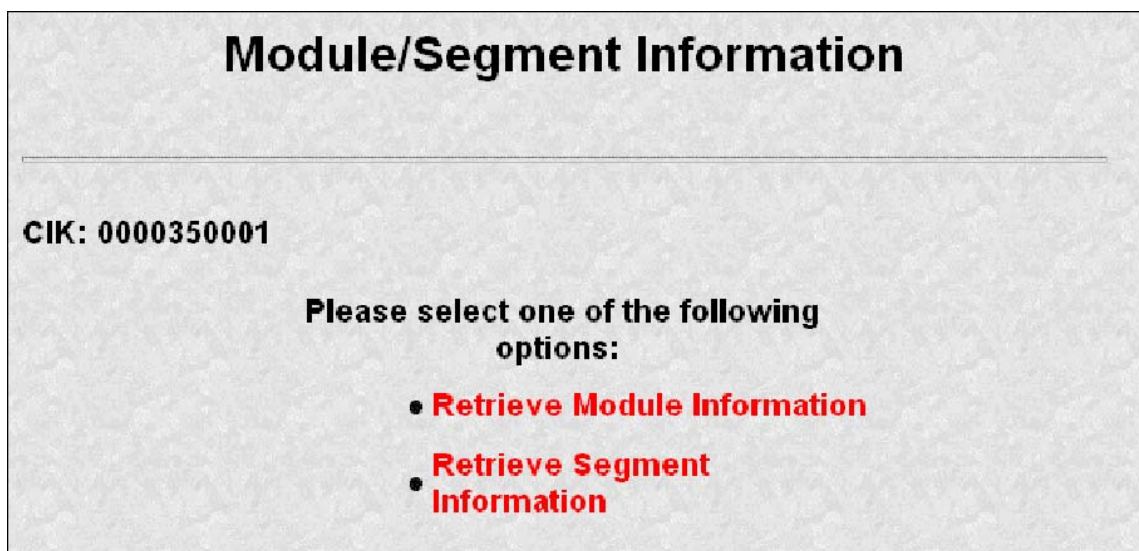 Module/Segment Information
CIK: 0000350001
Please select one of the following
options:
Retrieve Module Information
Retrieve Segment
Information